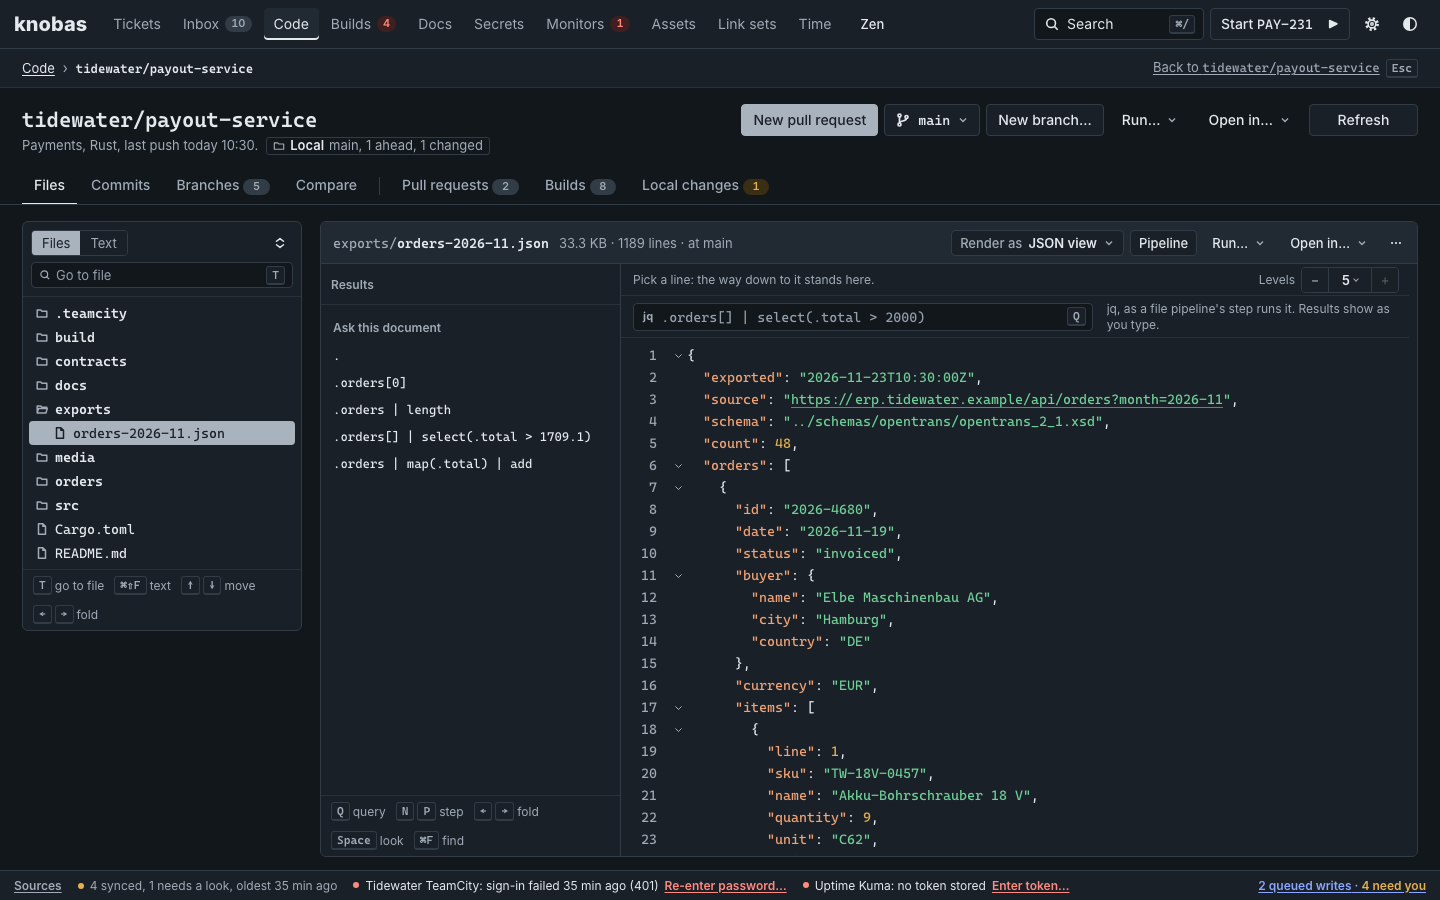 knobas Tickets Inbox 10 Code Builds 4 Docs Secrets Monitors 1 Assets Link sets Time Zen Search ⌘/ Start PAY-231
Code › tidewater/payout-service Back to tidewater/payout-service Esc
tidewater/payout-service New pull request main New branch... Run... Open in... Refresh
Payments, Rust, last push today 10:30. Local main, 1 ahead, 1 changed
Files Commits Branches 5 Compare Pull requests 2 Builds 8 Local changes 1
Files Text
Go to file T
.teamcity
build
contracts
docs
exports
orders-2026-11.json
media
orders
src
Cargo.toml
README.md
T go to file ⌘⇧F text ↑ ↓ move
← → fold
exports/orders-2026-11.json 33.3 KB · 1189 lines · at main Render as JSON view Pipeline Run... Open in... ...
Results
Ask this document
.
.orders[0]
.orders | length
.orders[] | select(.total > 1709.1)
.orders | map(.total) | add
Q query N P step ← → fold
Space look ⌘F find
Pick a line: the way down to it stands here. Levels − 5 +
jq .orders[] | select(.total > 2000) Q
jq, as a file pipeline's step runs it. Results show as
you type.
1 {
2 "exported": "2026-11-23T10:30:00Z",
3 "source": "https://erp.tidewater.example/api/orders?month=2026-11",
4 "schema": "../schemas/opentrans/opentrans_2_1.xsd",
5 "count": 48,
6 "orders": [
7 {
8 "id": "2026-4680",
9 "date": "2026-11-19",
10 "status": "invoiced",
11 "buyer": {
12 "name": "Elbe Maschinenbau AG",
13 "city": "Hamburg",
14 "country": "DE"
15 },
16 "currency": "EUR",
17 "items": [
18 {
19 "line": 1,
20 "sku": "TW-18V-0457",
21 "name": "Akku-Bohrschrauber 18 V",
22 "quantity": 9,
23 "unit": "C62",
Sources 4 synced, 1 needs a look, oldest 35 min ago Tidewater TeamCity: sign-in failed 35 min ago (401) Re-enter password... Uptime Kuma: no token stored Enter token... 2 queued writes · 4 need you